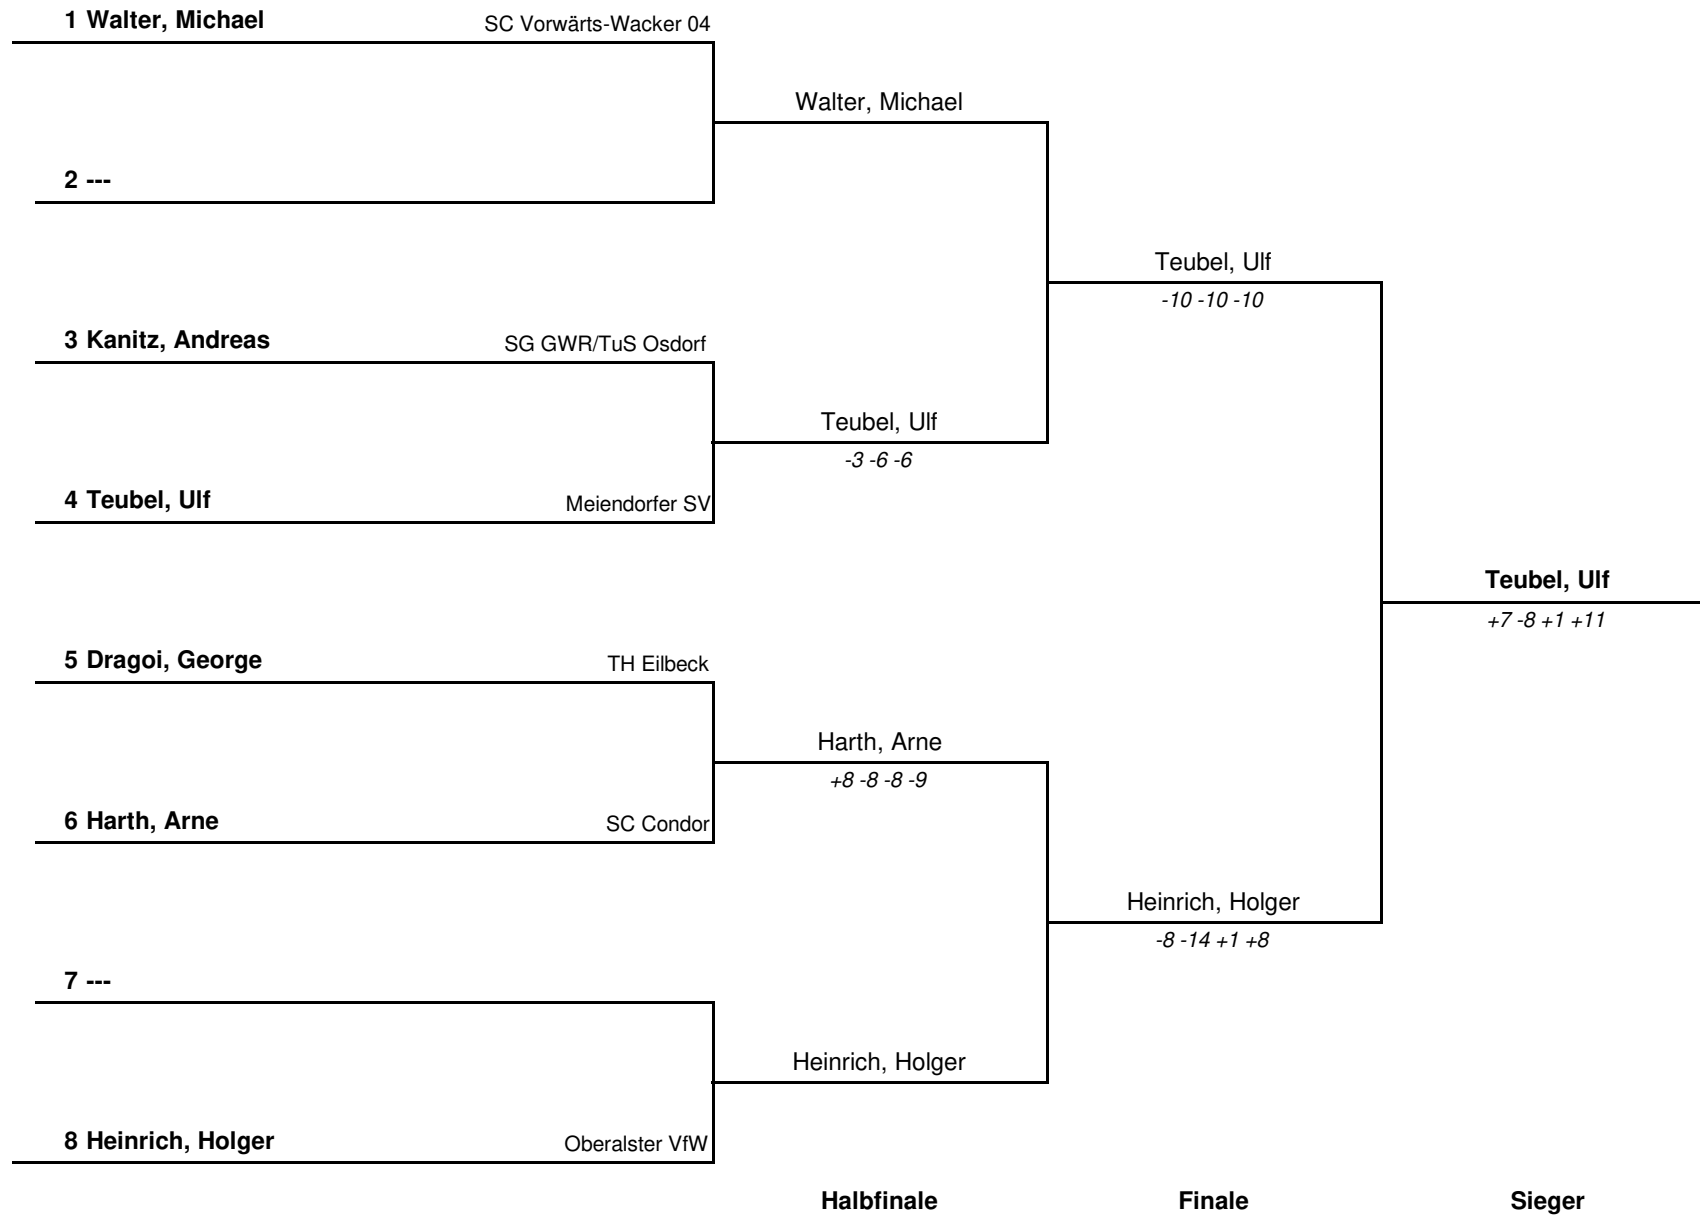 1 Walter, Michael SC Vorwärts-Wacker 04
Walter, Michael
2 ---
Teubel, Ulf
-10 -10 -10
3 Kanitz, Andreas SG GWR/TuS Osdorf
Teubel, Ulf
-3 -6 -6
4 Teubel, Ulf Meiendorfer SV
Teubel, Ulf
+7 -8 +1 +11
5 Dragoi, George TH Eilbeck
Harth, Arne
+8 -8 -8 -9
6 Harth, Arne SC Condor
Heinrich, Holger
-8 -14 +1 +8
7 ---
Heinrich, Holger
8 Heinrich, Holger Oberalster VfW
Halbfinale Finale Sieger